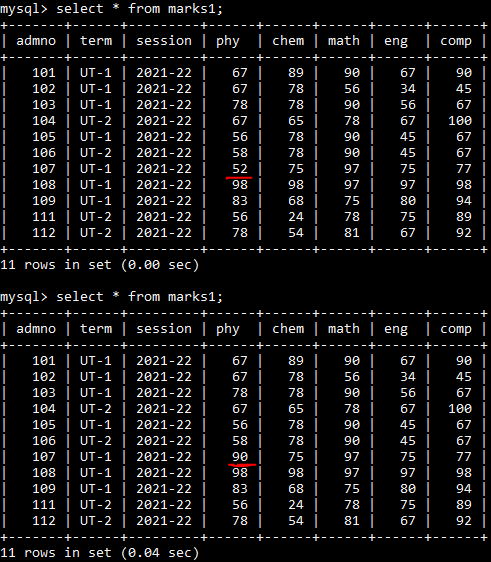 mysql> select * from marks1;
+-------+------+---------+------+------+------+------+------+
| admno | term | session | phy  | chem | math | eng  | comp |
+-------+------+---------+------+------+------+------+------+
|   101 | UT-1 | 2021-22 |   67 |   89 |   90 |   67 |   90 |
|   102 | UT-1 | 2021-22 |   67 |   78 |   56 |   34 |   45 |
|   103 | UT-1 | 2021-22 |   78 |   78 |   90 |   56 |   67 |
|   104 | UT-2 | 2021-22 |   67 |   65 |   78 |   67 |  100 |
|   105 | UT-1 | 2021-22 |   56 |   78 |   90 |   45 |   67 |
|   106 | UT-2 | 2021-22 |   58 |   78 |   90 |   45 |   67 |
|   107 | UT-1 | 2021-22 |   52 |   75 |   97 |   75 |   77 |
|   108 | UT-1 | 2021-22 |   98 |   98 |   97 |   97 |   98 |
|   109 | UT-1 | 2021-22 |   83 |   68 |   75 |   80 |   94 |
|   111 | UT-2 | 2021-22 |   56 |   24 |   78 |   75 |   89 |
|   112 | UT-2 | 2021-22 |   78 |   54 |   81 |   67 |   92 |
+-------+------+---------+------+------+------+------+------+
11 rows in set (0.00 sec)
mysql> select * from marks1;
+-------+------+---------+------+------+------+------+------+
| admno | term | session | phy  | chem | math | eng  | comp |
+-------+------+---------+------+------+------+------+------+
|   101 | UT-1 | 2021-22 |   67 |   89 |   90 |   67 |   90 |
|   102 | UT-1 | 2021-22 |   67 |   78 |   56 |   34 |   45 |
|   103 | UT-1 | 2021-22 |   78 |   78 |   90 |   56 |   67 |
|   104 | UT-2 | 2021-22 |   67 |   65 |   78 |   67 |  100 |
|   105 | UT-1 | 2021-22 |   56 |   78 |   90 |   45 |   67 |
|   106 | UT-2 | 2021-22 |   58 |   78 |   90 |   45 |   67 |
|   107 | UT-1 | 2021-22 |   90 |   75 |   97 |   75 |   77 |
|   108 | UT-1 | 2021-22 |   98 |   98 |   97 |   97 |   98 |
|   109 | UT-1 | 2021-22 |   83 |   68 |   75 |   80 |   94 |
|   111 | UT-2 | 2021-22 |   56 |   24 |   78 |   75 |   89 |
|   112 | UT-2 | 2021-22 |   78 |   54 |   81 |   67 |   92 |
+-------+------+---------+------+------+------+------+------+
11 rows in set (0.04 sec)